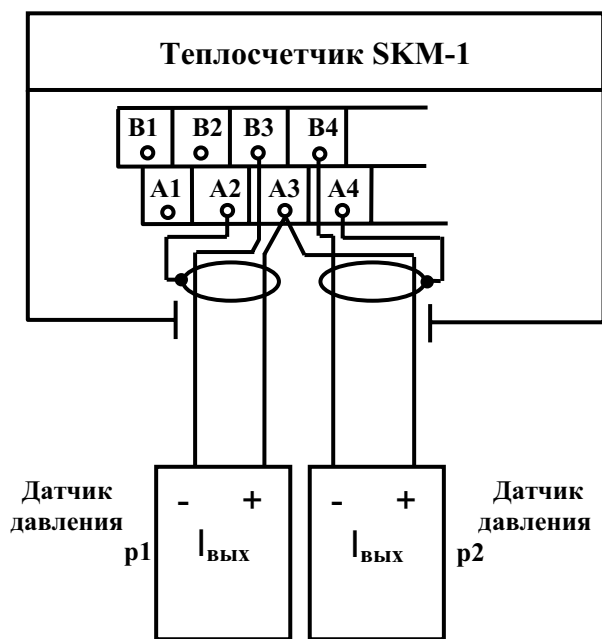 Теплосчетчик SKM-1
B1 B2 B3 B4
A1 A2 A3 A4
Датчик
давления
p1
- +
Iвых
- +
Iвых
Датчик
давления
p2